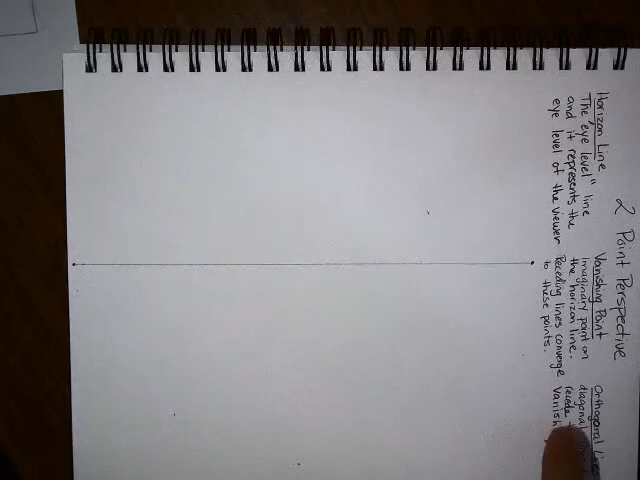 2 Point Perspective
Horizon Line
The "eye level" line
and it represents the
eye level of the viewer
Vanishing Point
imaginary point on
the horizon line.
Receding lines converge
to these points.
Orthogonal
diagonal
recede